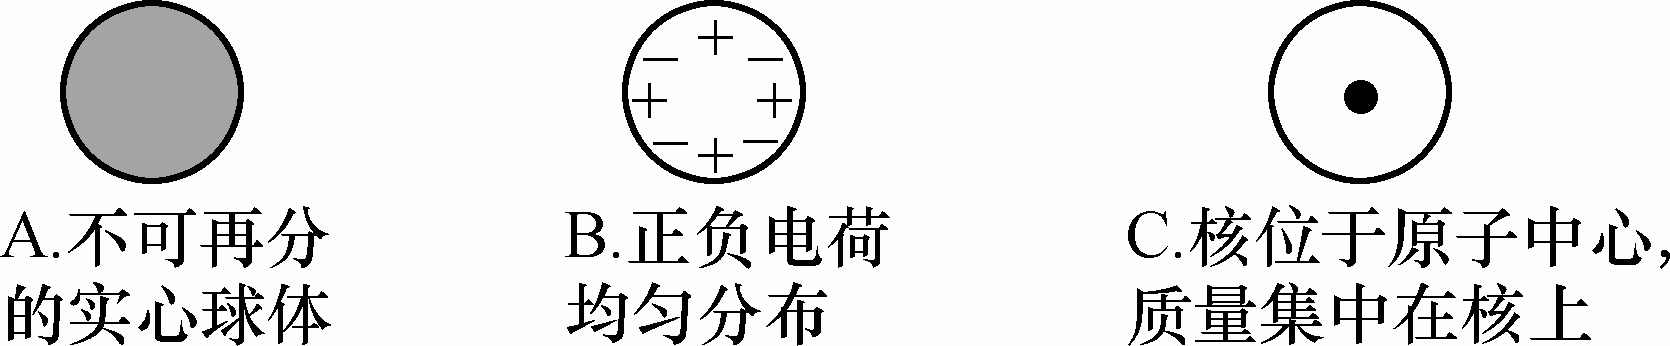 A.不可再分
的实心球体
B.正负电荷
均匀分布
C.核位于原子中心,
质量集中在核上